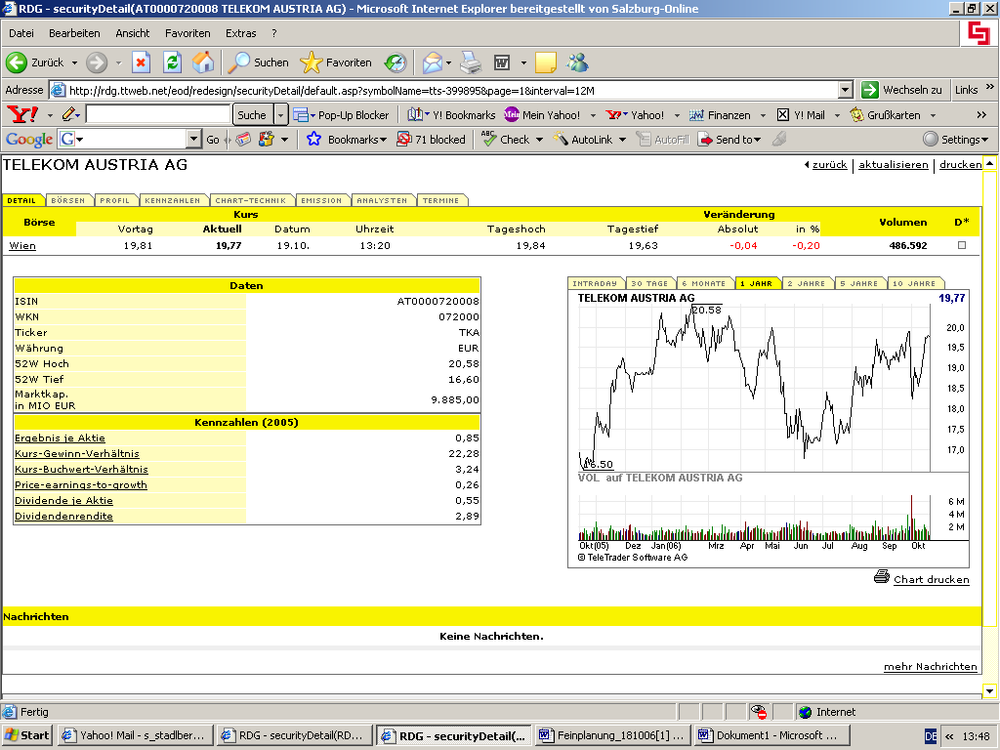 RDG - securityDetail(AT0000720008 TELEKOM AUSTRIA AG) - Microsoft Internet Explorer bereitgestellt von Salzburg-Online
Datei Bearbeiten Ansicht Favoriten Extras ?
Zurück Suchen Favoriten
Adresse http://rdg.ttweb.net/eod/redesign/securityDetail/default.asp?symbolName=tts-399895&page=1&interval=12M Wechseln zu Links »
Y! Suche Pop-Up Blocker Y! Bookmarks Mein Yahoo! Yahoo! Finanzen Y! Mail Grußkarten »
Google G Go Bookmarks 71 blocked Check AutoLink AutoFill Send to Settings
TELEKOM AUSTRIA AG
zurück | aktualisieren | drucken
DETAIL BÖRSEN PROFIL KENNZAHLEN CHART-TECHNIK EMISSION ANALYSTEN TERMINE
Börse Kurs Veränderung Volumen D*
Vortag Aktuell Datum Uhrzeit Tageshoch Tagestief Absolut in %
Wien 19,81 19,77 19.10. 13:20 19,84 19,63 -0,04 -0,20 486.592
Daten
ISIN AT0000720008
WKN 072000
Ticker TKA
Währung EUR
52W Hoch 20,58
52W Tief 16,60
Marktkap.
in MIO EUR 9.885,00
Kennzahlen (2005)
Ergebnis je Aktie 0,85
Kurs-Gewinn-Verhältnis 22,28
Kurs-Buchwert-Verhältnis 3,24
Price-earnings-to-growth 0,26
Dividende je Aktie 0,55
Dividendenrendite 2,89
INTRADAY 30 TAGE 6 MONATE 1 JAHR 2 JAHRE 5 JAHRE 10 JAHRE
TELEKOM AUSTRIA AG 19,77
20.58
20,0
19,5
19,0
18,5
18,0
17,5
17,0
16.50
VOL auf TELEKOM AUSTRIA AG
6 M
4 M
2 M
Okt(05) Dez Jan(06) Mrz Apr Mai Jun Jul Aug Sep Okt
© TeleTrader Software AG
Chart drucken
Nachrichten
Keine Nachrichten.
mehr Nachrichten
Fertig Internet
Start Yahoo! Mail - s_stadlber... RDG - securityDetail(RD... RDG - securityDetail(... Feinplanung_181006[1] ... Dokument1 - Microsoft ... DE « 13:48